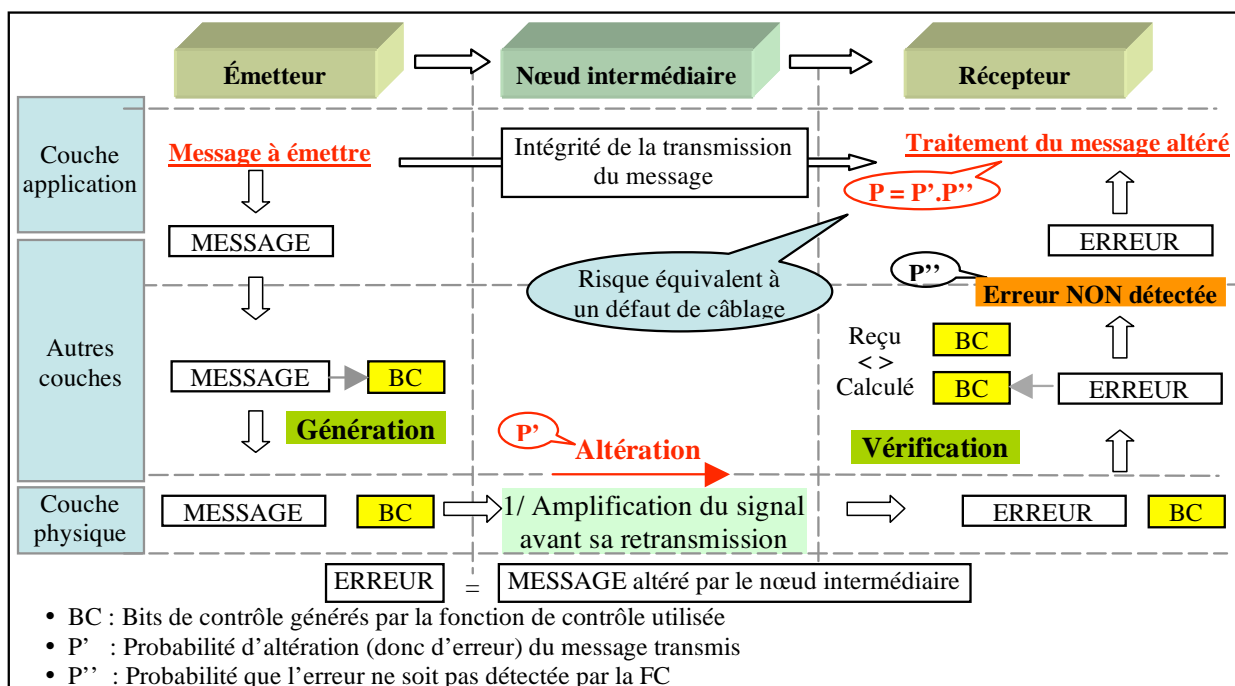 Émetteur
Nœud intermédiaire
Récepteur
Couche
application
Message à émettre
Intégrité de la transmission
du message
Traitement du message altéré
P = P'.P''
MESSAGE
ERREUR
Risque équivalent à
un défaut de câblage
P''
Erreur NON détectée
Autres
couches
Reçu
< >
Calculé
BC
BC
MESSAGE
BC
ERREUR
Génération
P'
Altération
Vérification
Couche
physique
MESSAGE
BC
1/ Amplification du signal
avant sa retransmission
ERREUR
BC
ERREUR
=
MESSAGE altéré par le nœud intermédiaire
• BC : Bits de contrôle générés par la fonction de contrôle utilisée
• P' : Probabilité d'altération (donc d'erreur) du message transmis
• P'' : Probabilité que l'erreur ne soit pas détectée par la FC